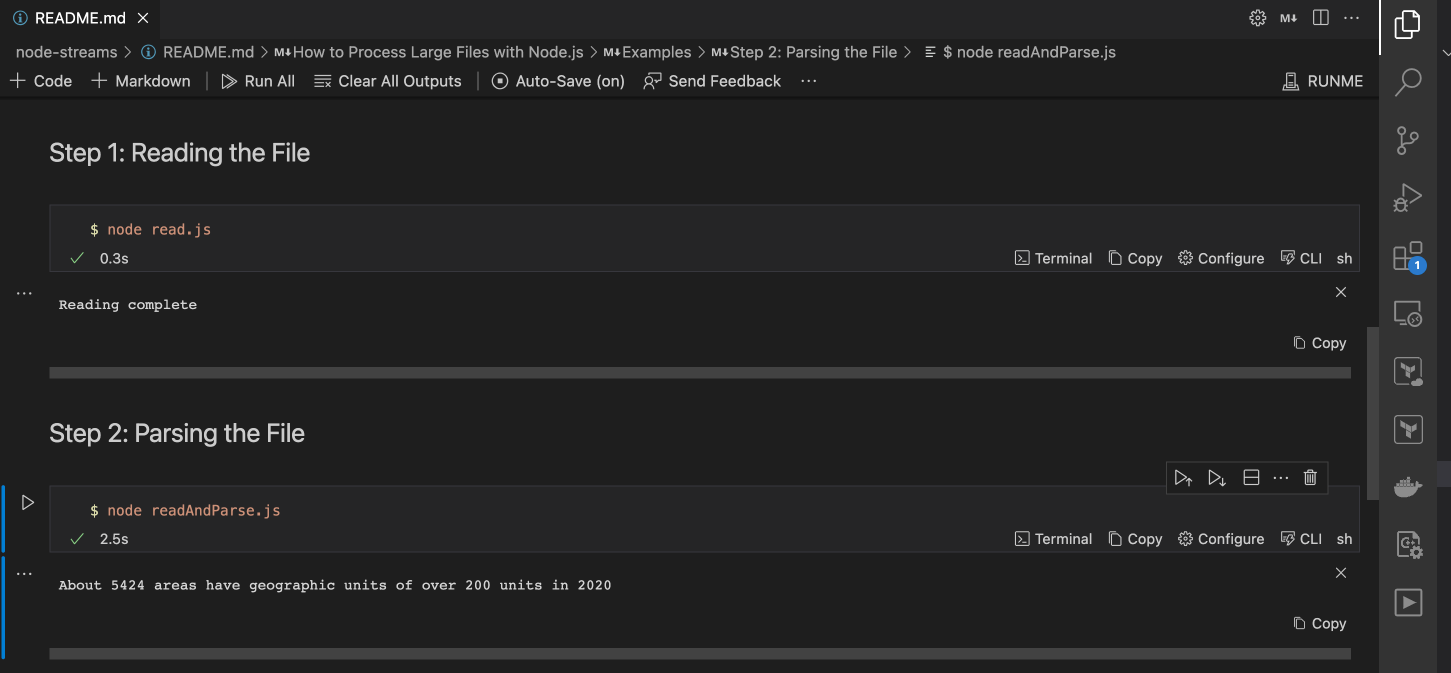 README.md
M↓
node-streams > README.md > M↓How to Process Large Files with Node.js > M↓Examples > M↓Step 2: Parsing the File > $ node readAndParse.js
+ Code + Markdown Run All Clear All Outputs Auto-Save (on) Send Feedback ··· RUNME
Step 1: Reading the File
$ node read.js
0.3s Terminal Copy Configure CLI sh
Reading complete
Copy
Step 2: Parsing the File
$ node readAndParse.js
2.5s Terminal Copy Configure CLI sh
About 5424 areas have geographic units of over 200 units in 2020
Copy
1